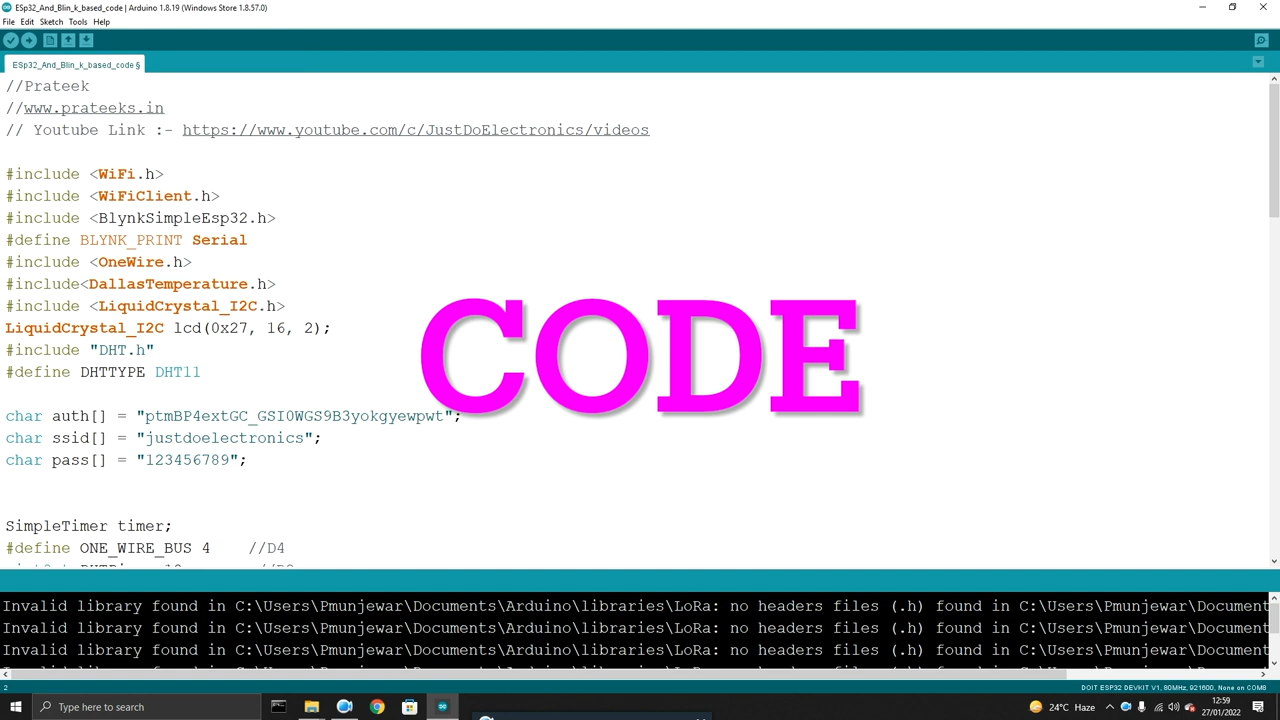 ESp32_And_Blin_k_based_code | Arduino 1.8.19 (Windows Store 1.8.57.0)
File Edit Sketch Tools Help
ESp32_And_Blin_k_based_code §
//Prateek
//www.prateeks.in
// Youtube Link :- https://www.youtube.com/c/JustDoElectronics/videos
#include <WiFi.h>
#include <WiFiClient.h>
#include <BlynkSimpleEsp32.h>
#define BLYNK_PRINT Serial
#include <OneWire.h>
#include<DallasTemperature.h>
#include <LiquidCrystal_I2C.h>
LiquidCrystal_I2C lcd(0x27, 16, 2);
#include "DHT.h"
#define DHTTYPE DHT11
CODE
char auth[] = "ptmBP4extGC_GSI0WGS9B3yokgyewpwt";
char ssid[] = "justdoelectronics";
char pass[] = "123456789";
SimpleTimer timer;
#define ONE_WIRE_BUS 4 //D4
Invalid library found in C:\Users\Pmunjewar\Documents\Arduino\libraries\LoRa: no headers files (.h) found in C:\Users\Pmunjewar\Document
Invalid library found in C:\Users\Pmunjewar\Documents\Arduino\libraries\LoRa: no headers files (.h) found in C:\Users\Pmunjewar\Document
Invalid library found in C:\Users\Pmunjewar\Documents\Arduino\libraries\LoRa: no headers files (.h) found in C:\Users\Pmunjewar\Document
2
DOIT ESP32 DEVKIT V1, 80MHz, 921600, None on COM8
Type here to search
24°C Haze
12:59
27/01/2022